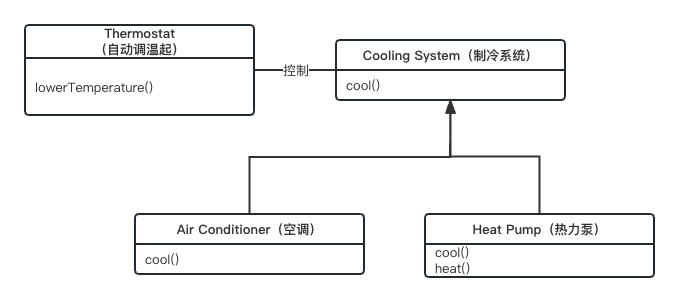 Thermostat
（自动调温起）
lowerTemperature()
控制
Cooling System（制冷系统）
cool()
Air Conditioner（空调）
cool()
Heat Pump（热力泵）
cool()
heat()